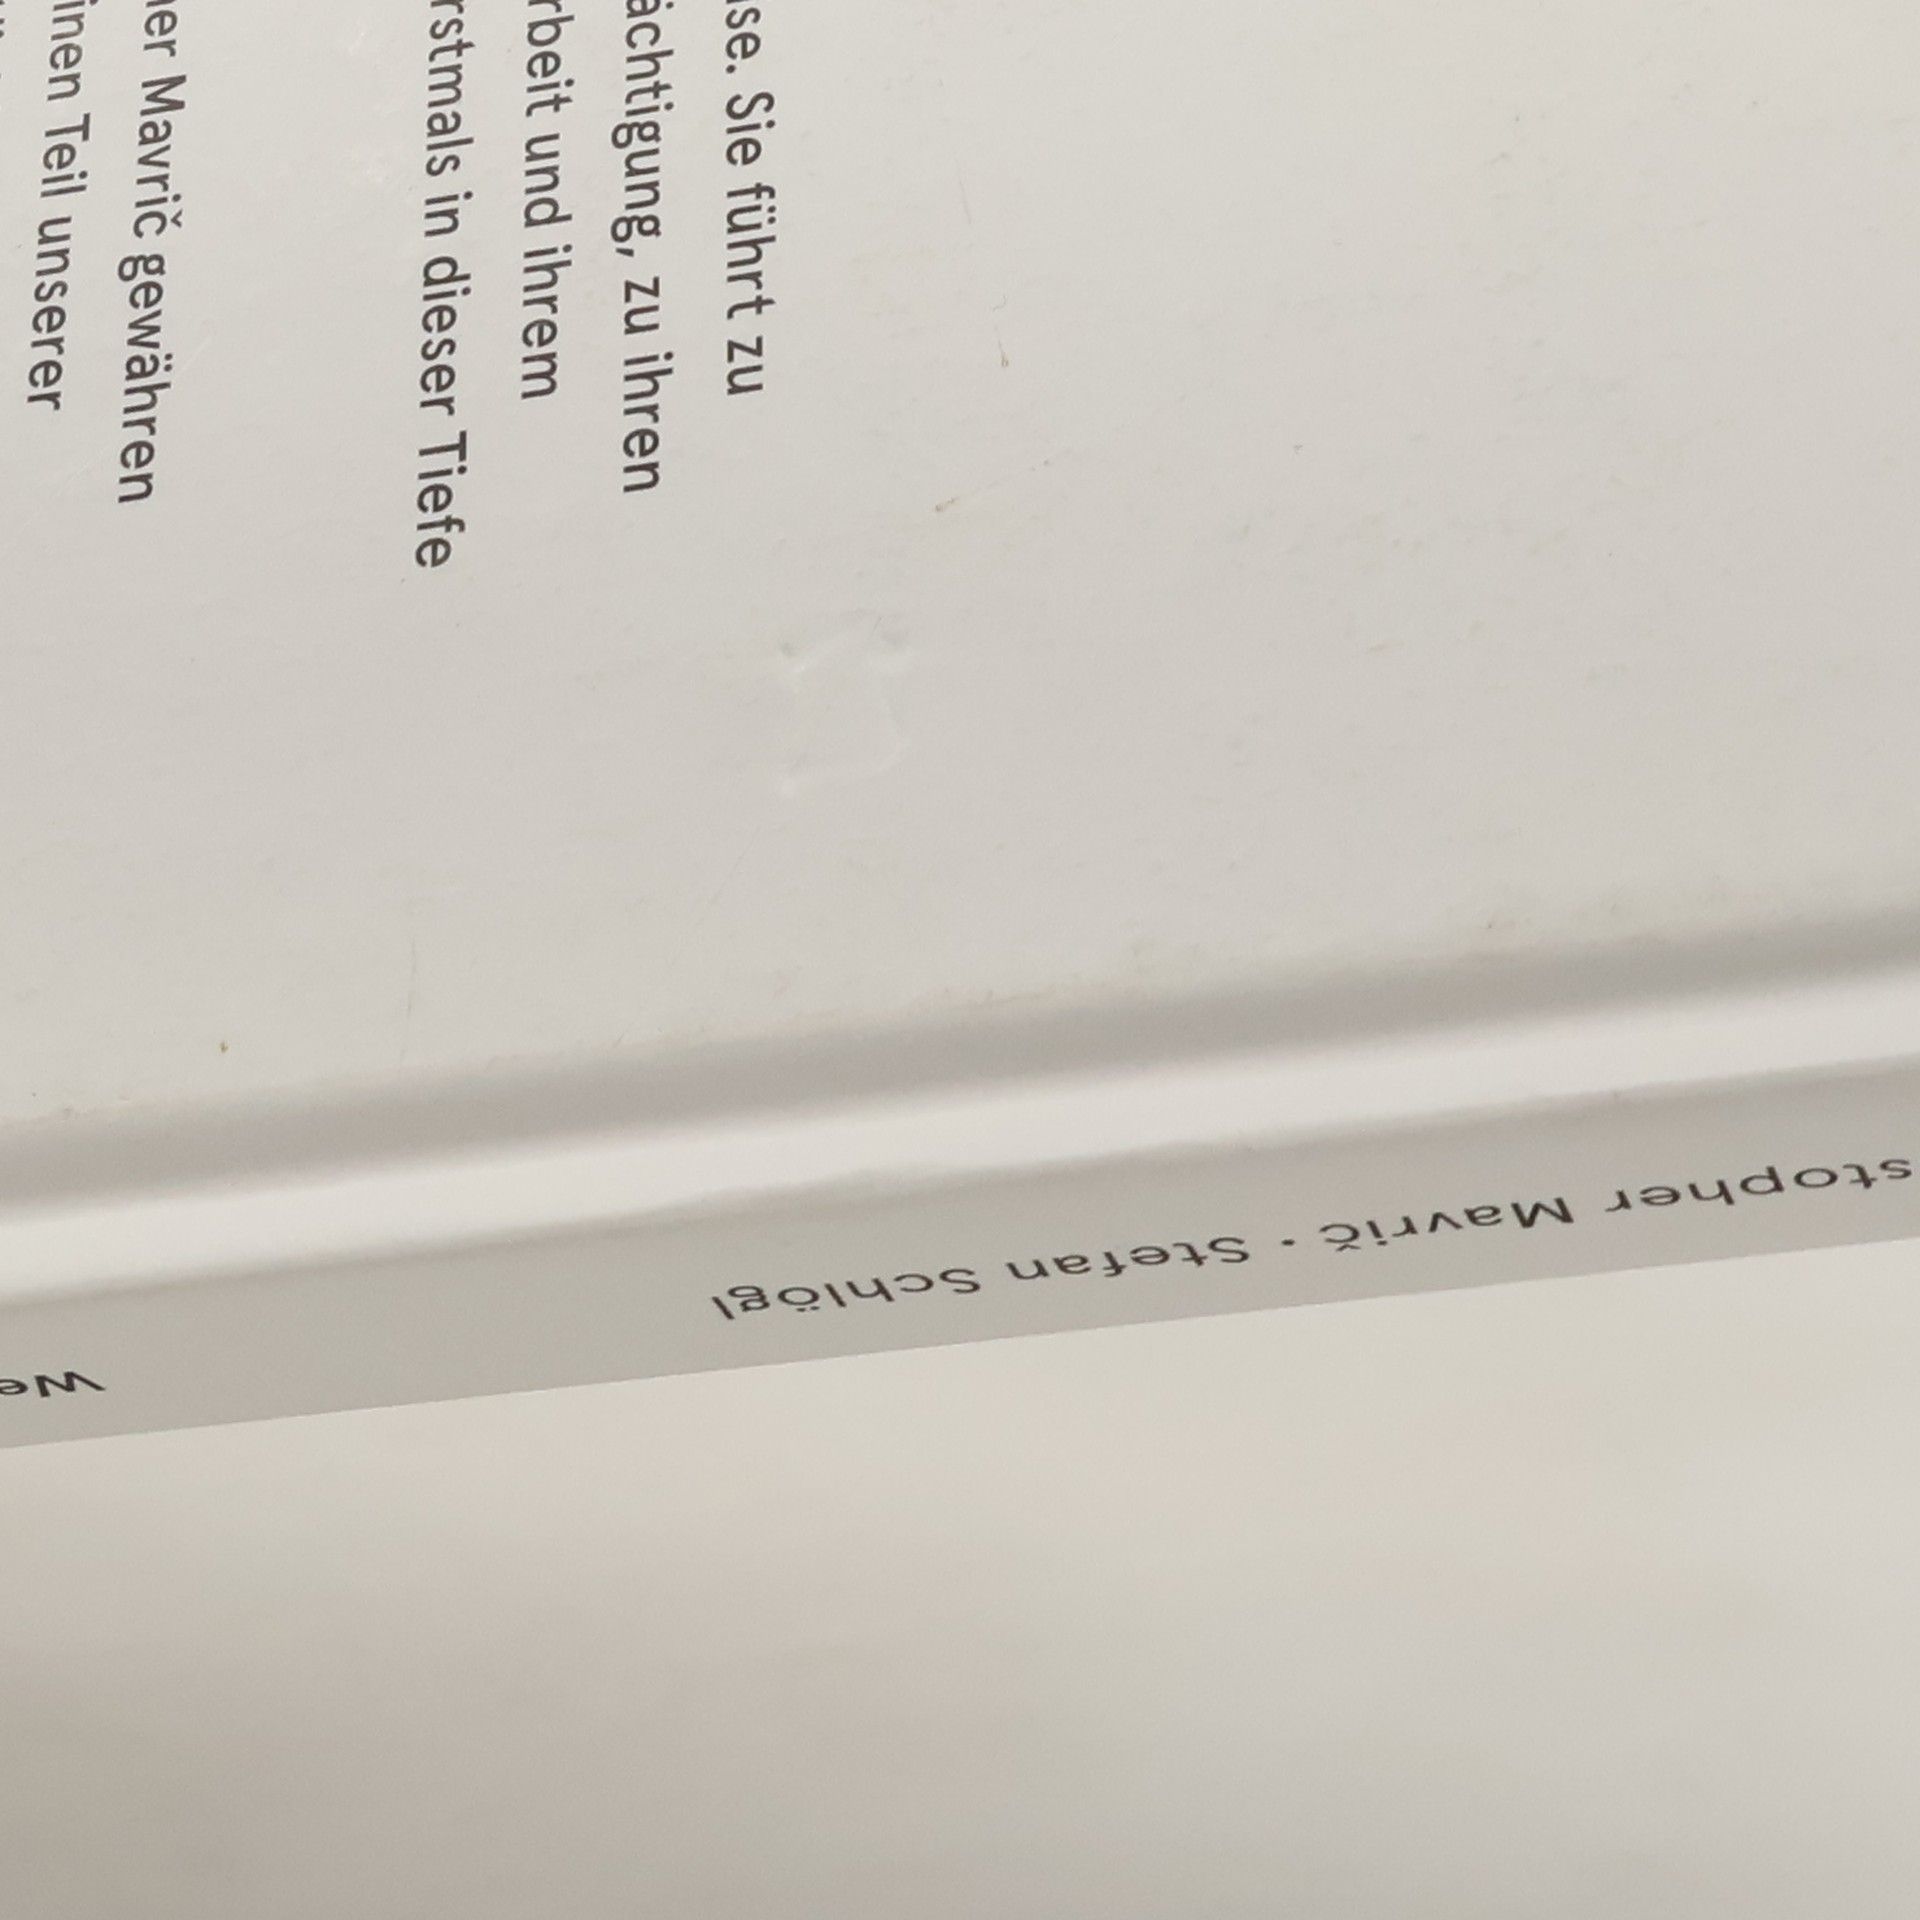 se. Sie führt zu
ächtigung, zu ihren
rbeit und ihrem
rstmals in dieser Tiefe
er Mavrič gewähren
inen Teil unserer
stopher Mavrič · Stefan Schlögl
We